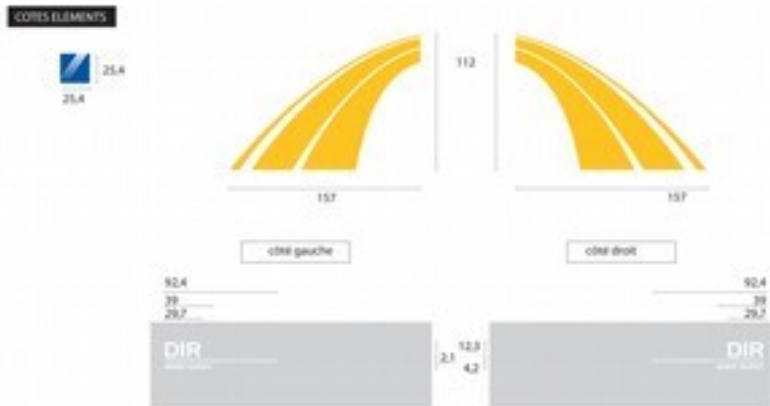 COTES ELEMENTS
25,4
25,4
112
157
157
côté gauche
côté droit
92,4
39
29,7
92,4
39
29,7
DIR
2,1
12,3
4,2
DIR